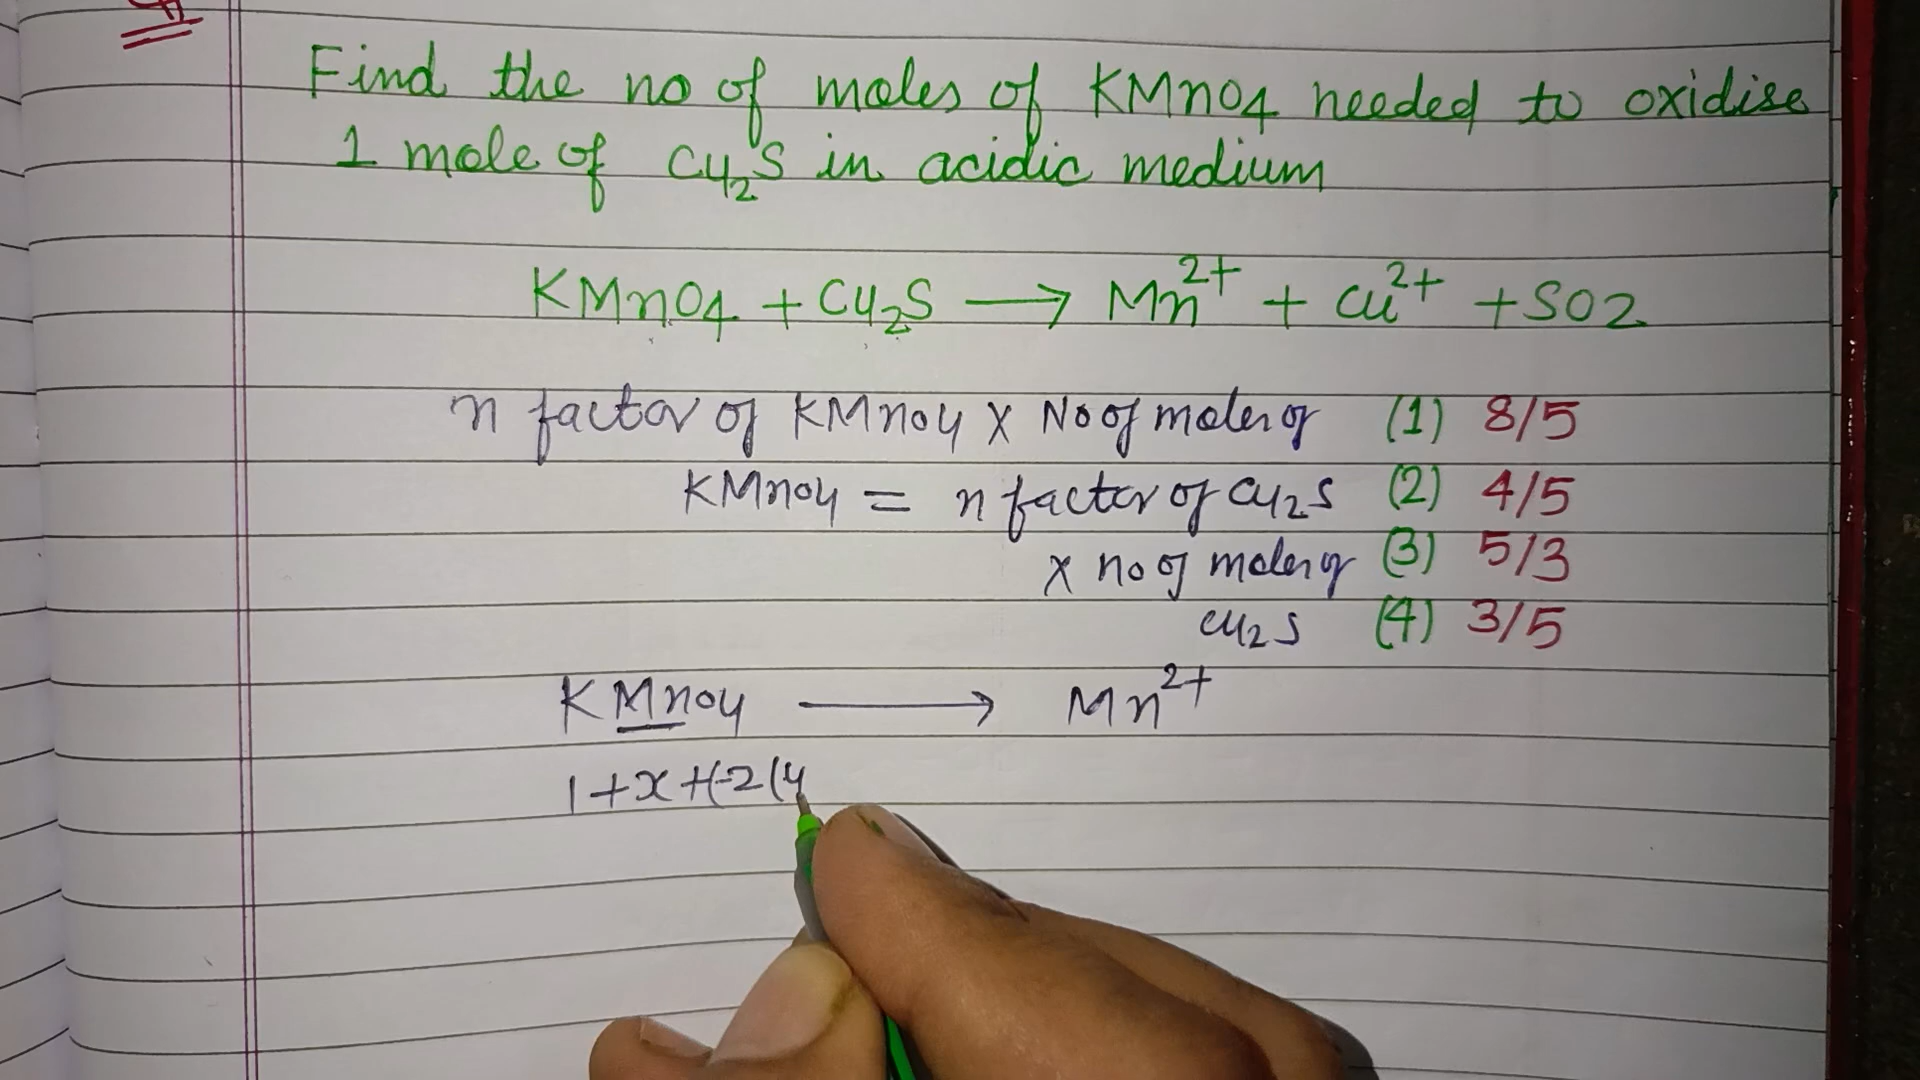 Find the no of moles of KMnO4 needed to oxidise
1 mole of Cu₂S in acidic medium
KMnO4 + Cu₂S ⟶ Mn²⁺ + Cu²⁺ + SO2
n factor of KMnO4 X No of moles of (1) 8/5
KMnO4 = n factor of Cu₂S (2) 4/5
X no of moles of (3) 5/3
Cu₂S (4) 3/5
KMnO4 ⟶ Mn²⁺
1+x+(-2(4